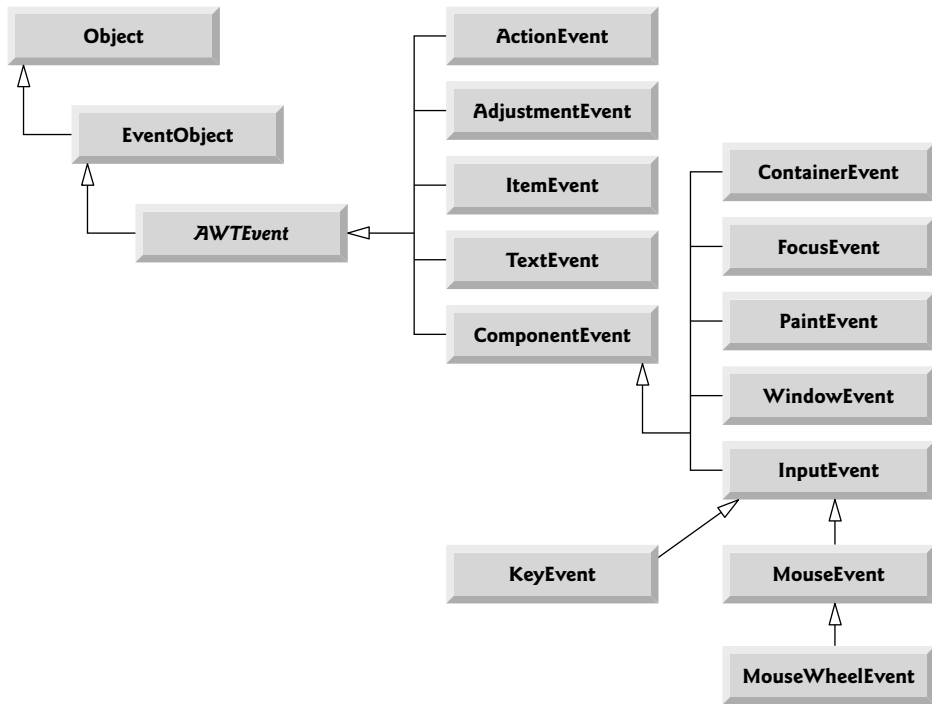 Object
ActionEvent
EventObject
AdjustmentEvent
ContainerEvent
ItemEvent
AWTEvent
FocusEvent
TextEvent
PaintEvent
ComponentEvent
WindowEvent
InputEvent
KeyEvent
MouseEvent
MouseWheelEvent